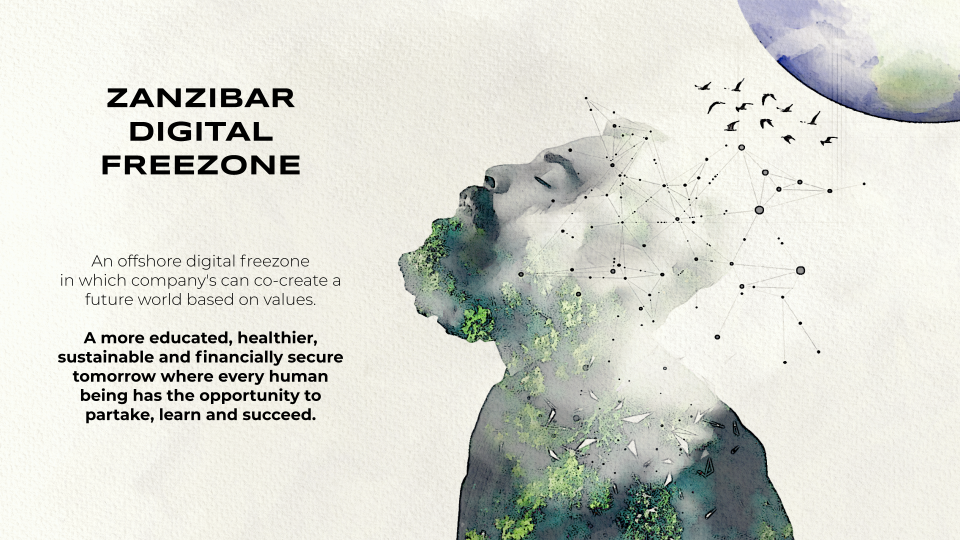 ZANZIBAR
DIGITAL
FREEZONE
An offshore digital freezone
in which company's can co-create a
future world based on values.
A more educated, healthier,
sustainable and financially secure
tomorrow where every human
being has the opportunity to
partake, learn and succeed.